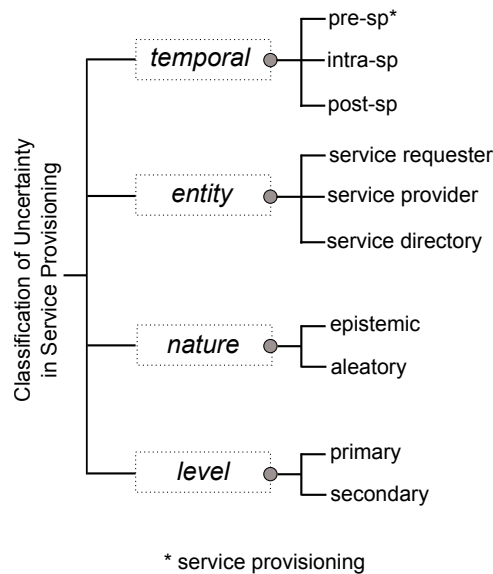 Classification of Uncertainty
in Service Provisioning
temporal
pre-sp*
intra-sp
post-sp
entity
service requester
service provider
service directory
nature
epistemic
aleatory
level
primary
secondary
* service provisioning